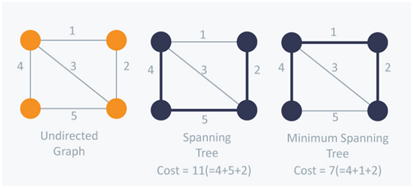 1
4
3
2
5
Undirected
Graph
1
4
3
2
5
Spanning
Tree
Cost = 11(=4+5+2)
1
4
3
2
5
Minimum Spanning
Tree
Cost = 7(=4+1+2)